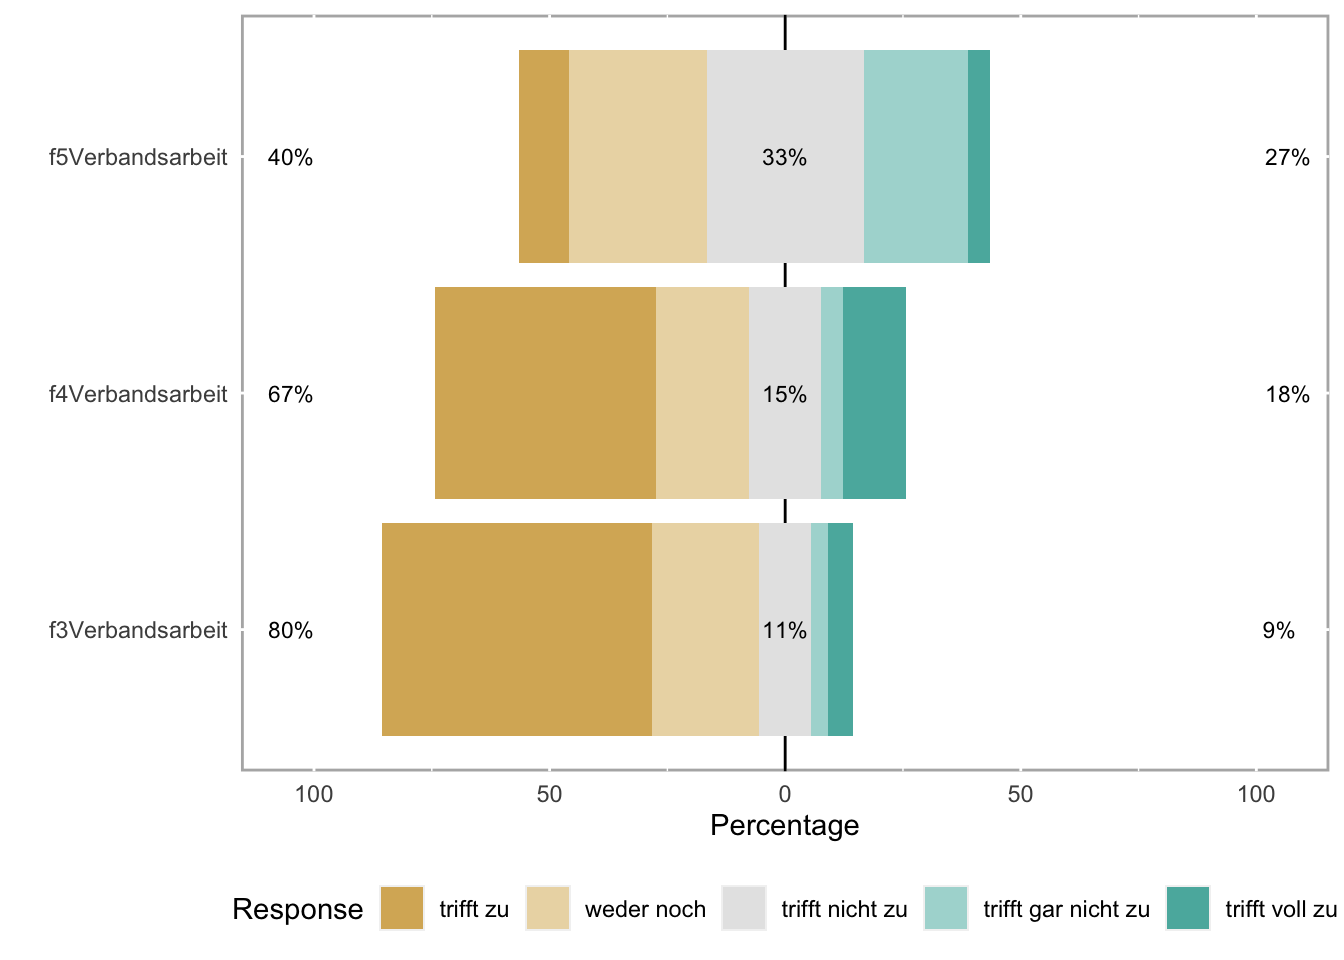 f5Verbandsarbeit 40% 33% 27%
f4Verbandsarbeit 67% 15% 18%
f3Verbandsarbeit 80% 11% 9%
100 50 0 50 100
Percentage
Response trifft zu weder noch trifft nicht zu trifft gar nicht zu trifft voll zu